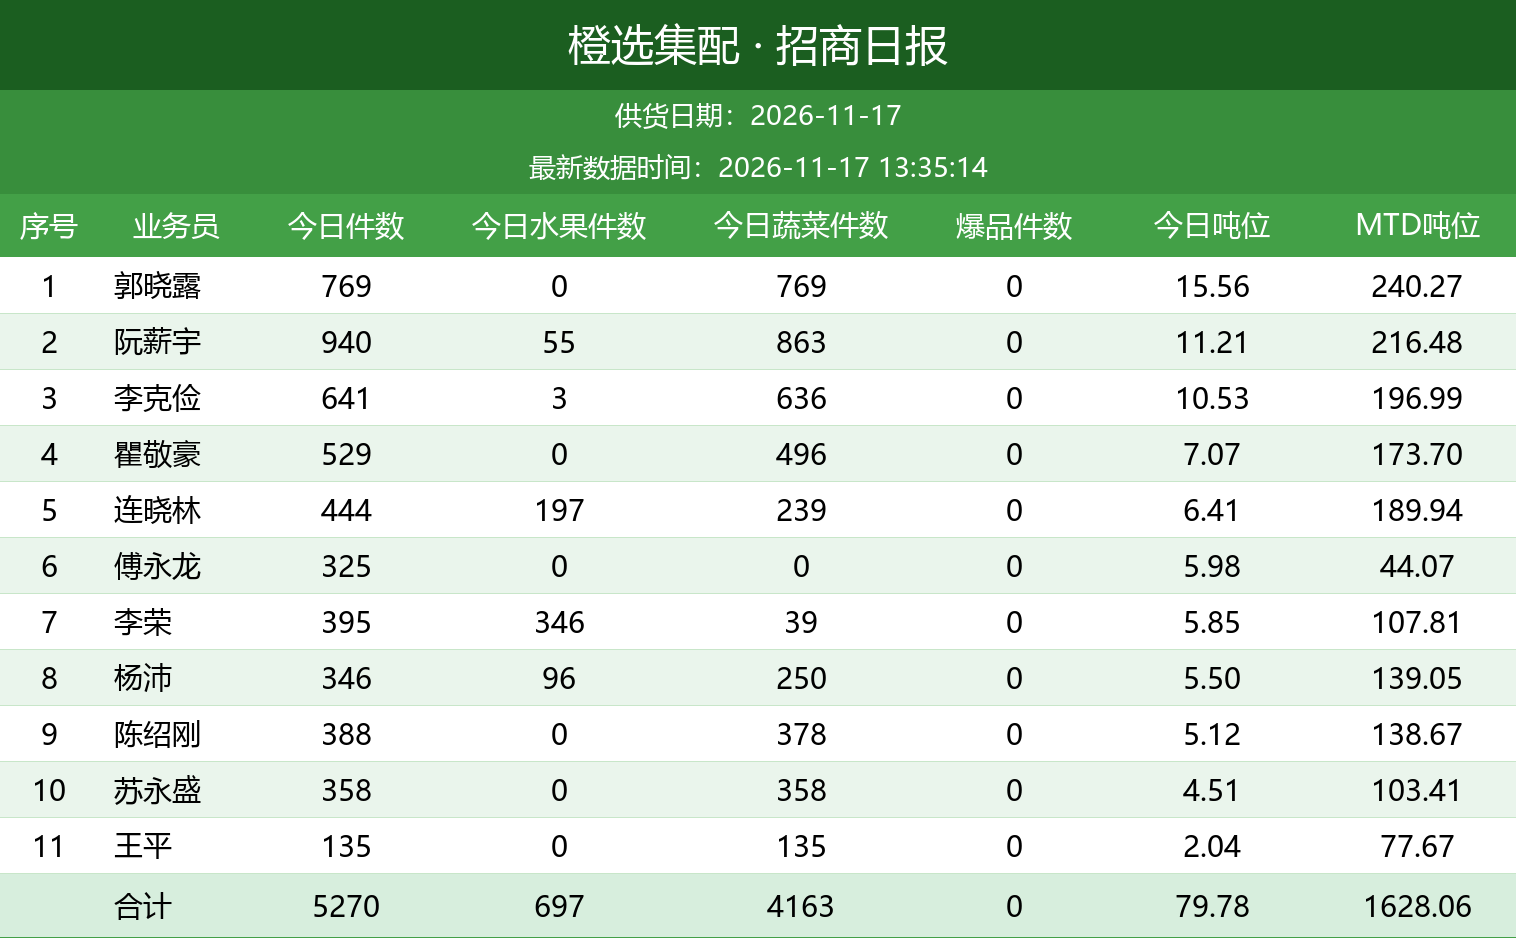 橙选集配 · 招商日报
供货日期：2026-11-17
最新数据时间：2026-11-17 13:35:14
序号 业务员 今日件数 今日水果件数 今日蔬菜件数 爆品件数 今日吨位 MTD吨位
1 郭晓露 769 0 769 0 15.56 240.27
2 阮薪宇 940 55 863 0 11.21 216.48
3 李克俭 641 3 636 0 10.53 196.99
4 瞿敬豪 529 0 496 0 7.07 173.70
5 连晓林 444 197 239 0 6.41 189.94
6 傅永龙 325 0 0 0 5.98 44.07
7 李荣 395 346 39 0 5.85 107.81
8 杨沛 346 96 250 0 5.50 139.05
9 陈绍刚 388 0 378 0 5.12 138.67
10 苏永盛 358 0 358 0 4.51 103.41
11 王平 135 0 135 0 2.04 77.67
合计 5270 697 4163 0 79.78 1628.06